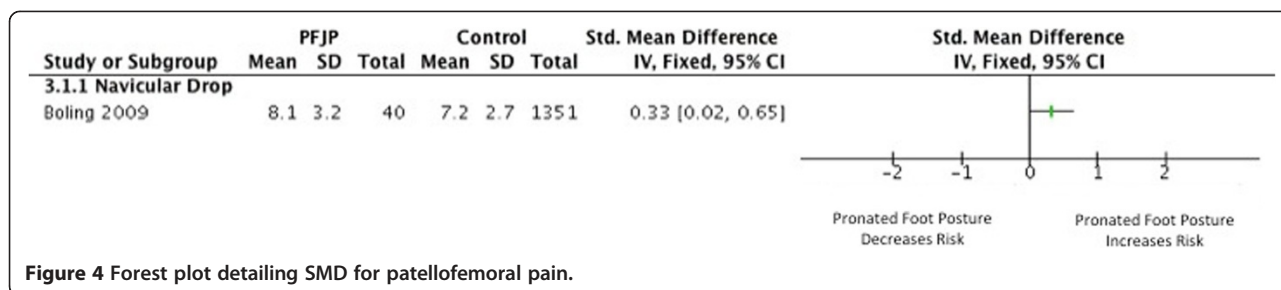 PFJP Control Std. Mean Difference Std. Mean Difference
Study or Subgroup Mean SD Total Mean SD Total IV, Fixed, 95% CI IV, Fixed, 95% CI
3.1.1 Navicular Drop
Boling 2009 8.1 3.2 40 7.2 2.7 1351 0.33 [0.02, 0.65]
-2 -1 0 1 2
Pronated Foot Posture Pronated Foot Posture
Decreases Risk Increases Risk
Figure 4 Forest plot detailing SMD for patellofemoral pain.